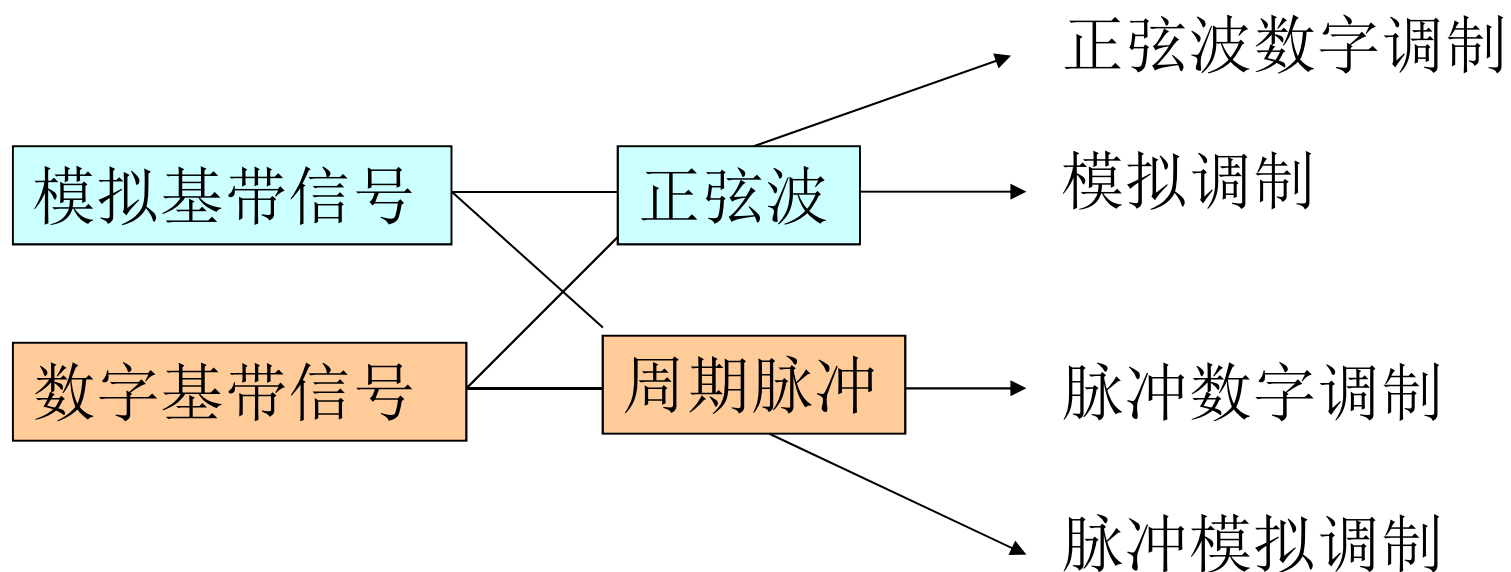 正弦波数字调制
模拟基带信号
正弦波
模拟调制
数字基带信号
周期脉冲
脉冲数字调制
脉冲模拟调制